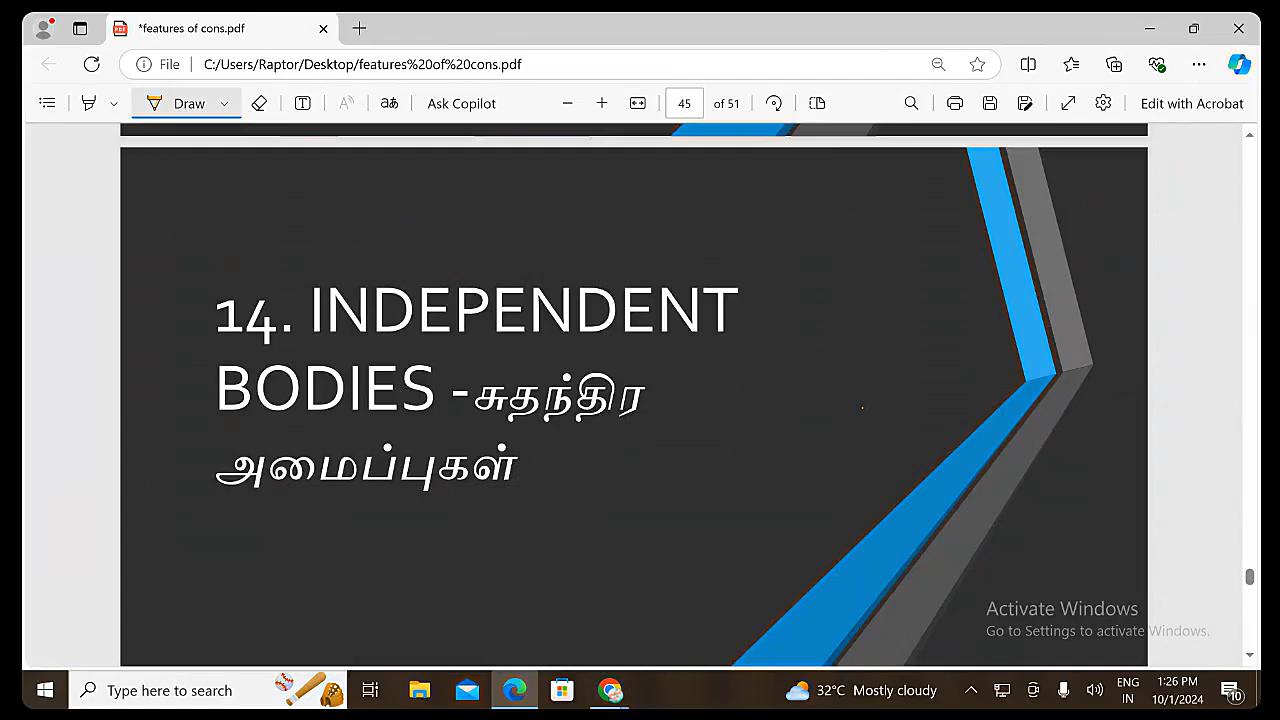 *features of cons.pdf
File C:/Users/Raptor/Desktop/features%20of%20cons.pdf
Draw Ask Copilot 45 of 51 Edit with Acrobat
14. INDEPENDENT
BODIES -சுதந்திர
அமைப்புகள்
Activate Windows
Go to Settings to activate Windows.
Type here to search 32°C Mostly cloudy ENG IN 1:26 PM 10/1/2024 10